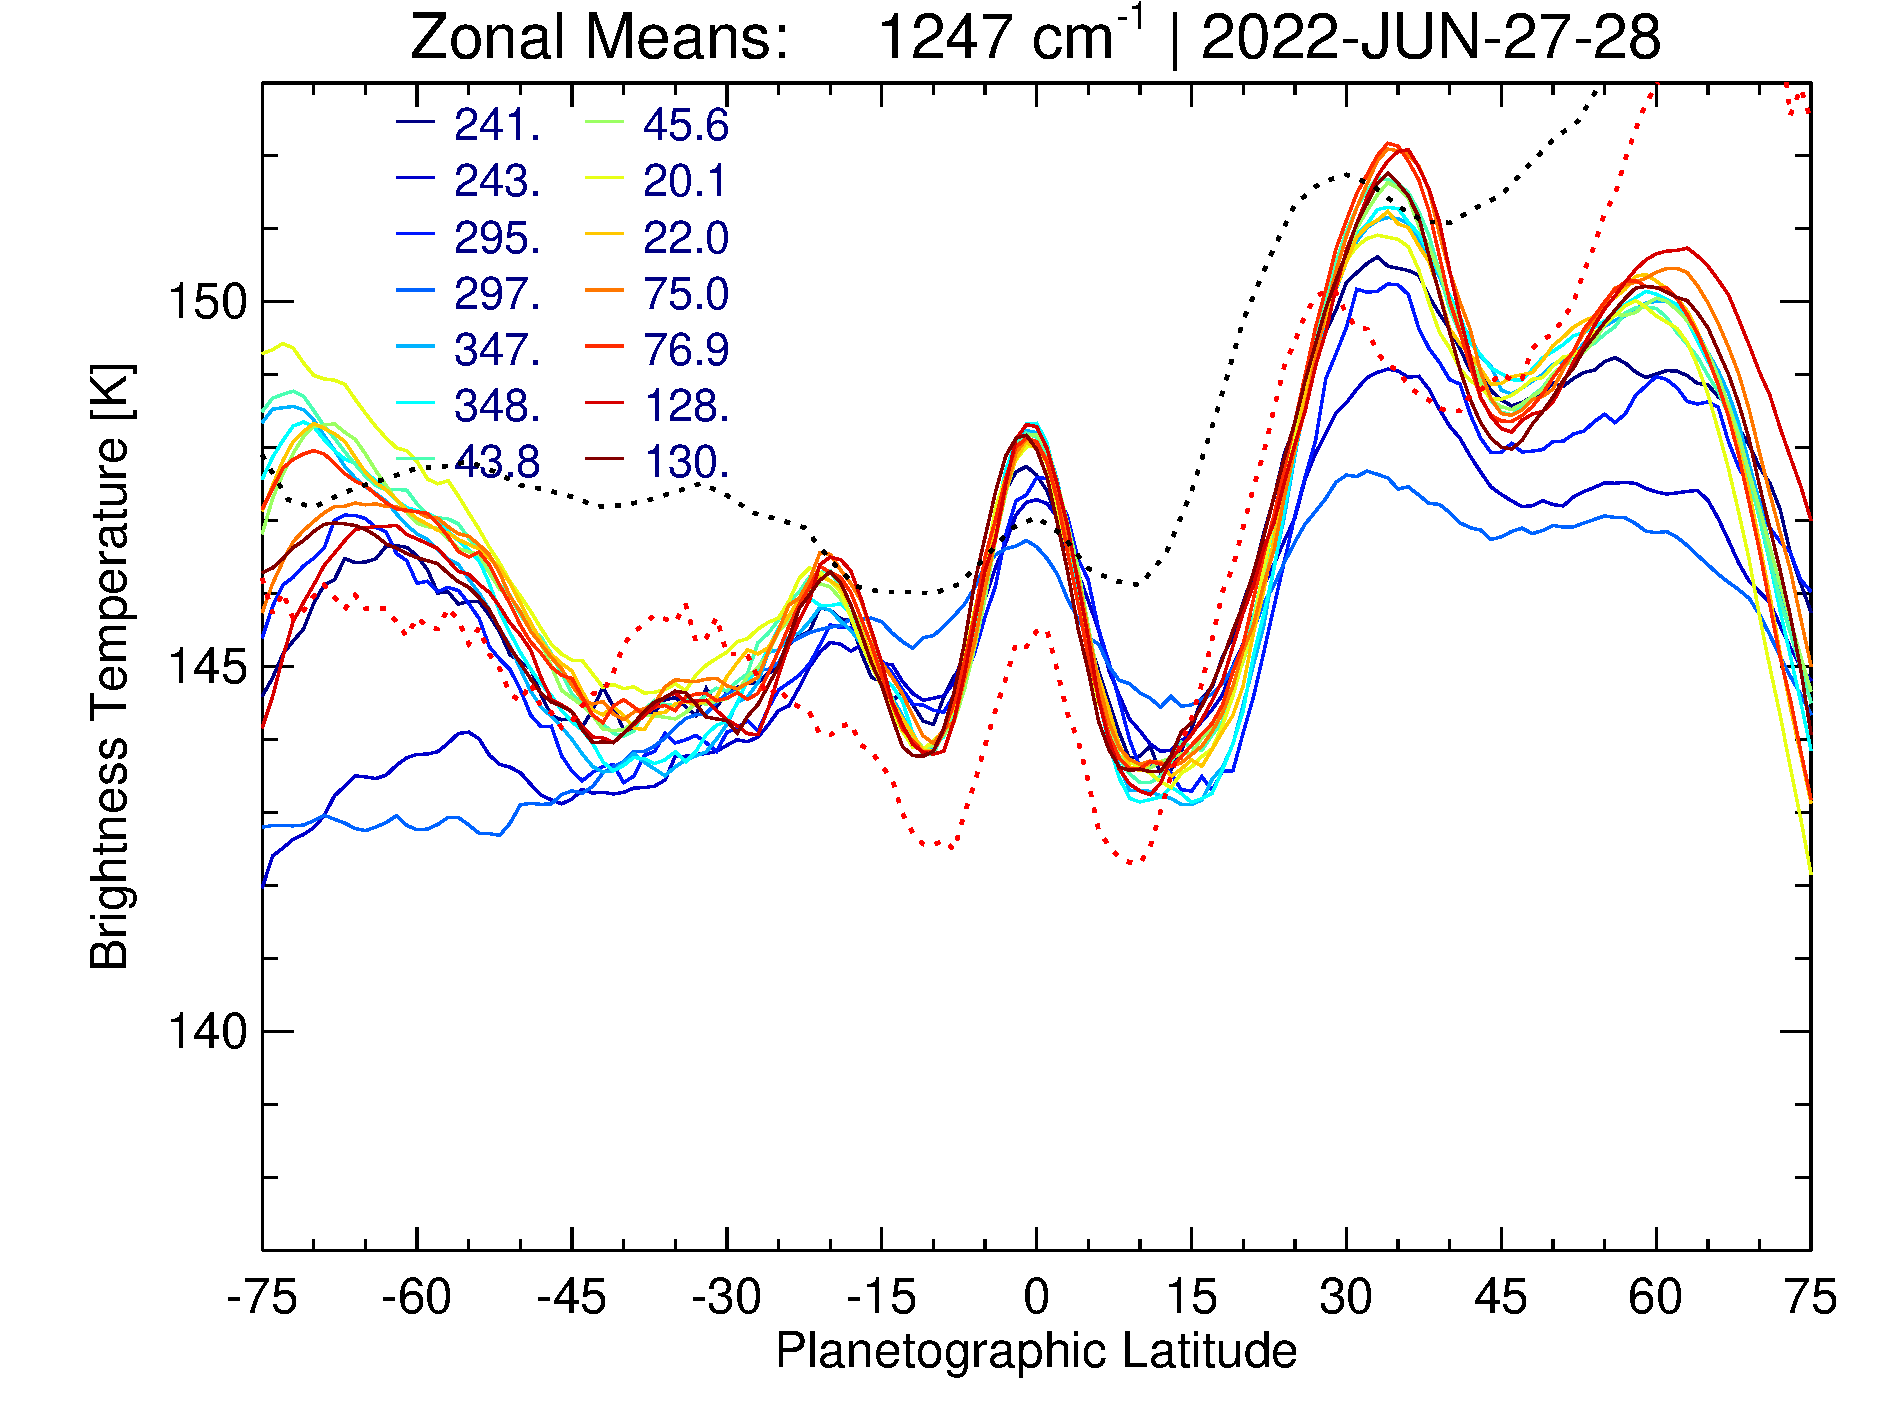 Zonal Means: 1247 cm-1 | 2022-JUN-27-28
241. 45.6
243. 20.1
295. 22.0
297. 75.0
347. 76.9
348. 128.
43.8 130.
150
145
140
Brightness Temperature [K]
-75 -60 -45 -30 -15 0 15 30 45 60 75
Planetographic Latitude